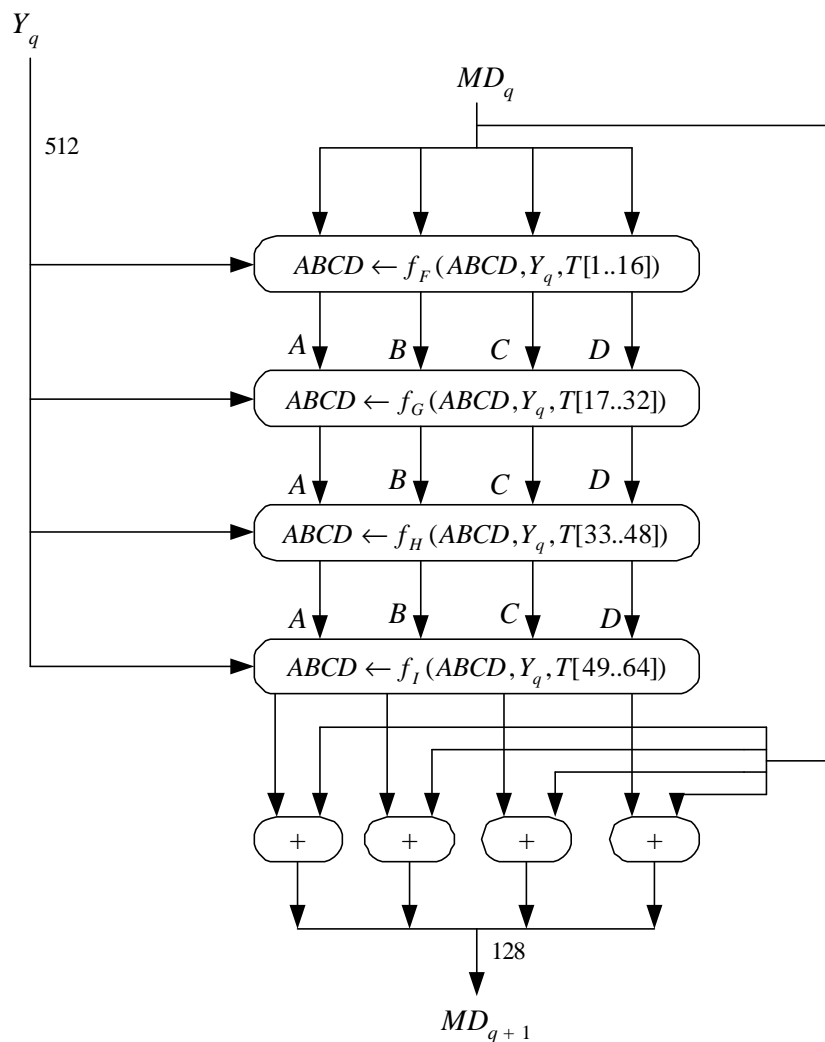 Y_q
MD_q
512
ABCD ← f_F (ABCD,Y_q,T[1..16])
A B C D
ABCD ← f_G (ABCD,Y_q,T[17..32])
A B C D
ABCD ← f_H (ABCD,Y_q,T[33..48])
A B C D
ABCD ← f_I (ABCD,Y_q,T[49..64])
+ + + +
128
MD_{q+1}